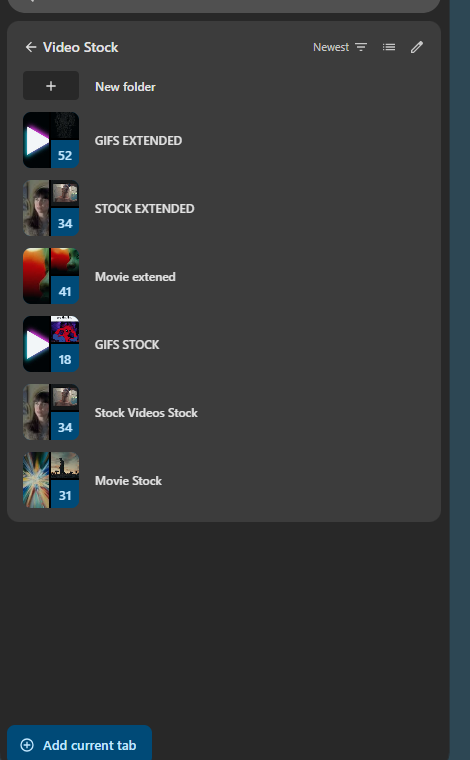 Video Stock
Newest
New folder
52
GIFS EXTENDED
34
STOCK EXTENDED
41
Movie extened
18
GIFS STOCK
34
Stock Videos Stock
31
Movie Stock
Add current tab